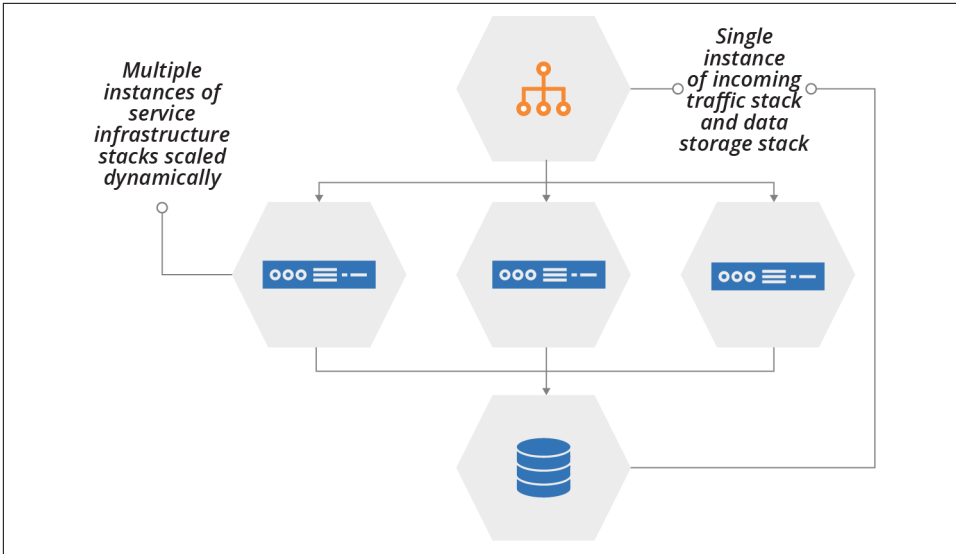 Multiple
instances of
service
infrastructure
stacks scaled
dynamically
Single
instance
of incoming
traffic stack
and data
storage stack